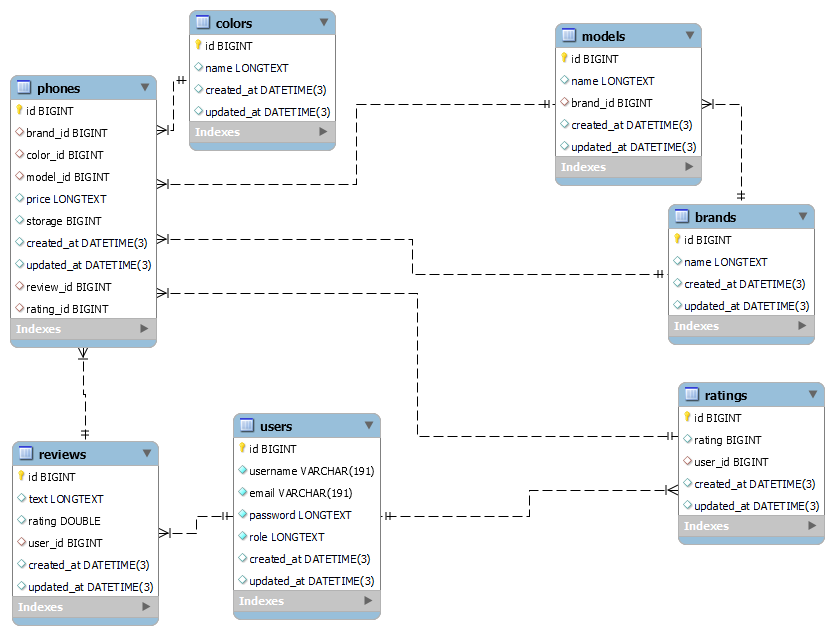 colors
id BIGINT
name LONGTEXT
created_at DATETIME(3)
updated_at DATETIME(3)
Indexes
models
id BIGINT
name LONGTEXT
brand_id BIGINT
created_at DATETIME(3)
updated_at DATETIME(3)
Indexes
phones
id BIGINT
brand_id BIGINT
color_id BIGINT
model_id BIGINT
price LONGTEXT
storage BIGINT
created_at DATETIME(3)
updated_at DATETIME(3)
review_id BIGINT
rating_id BIGINT
Indexes
brands
id BIGINT
name LONGTEXT
created_at DATETIME(3)
updated_at DATETIME(3)
Indexes
ratings
id BIGINT
rating BIGINT
user_id BIGINT
created_at DATETIME(3)
updated_at DATETIME(3)
Indexes
users
id BIGINT
username VARCHAR(191)
email VARCHAR(191)
password LONGTEXT
role LONGTEXT
created_at DATETIME(3)
updated_at DATETIME(3)
Indexes
reviews
id BIGINT
text LONGTEXT
rating DOUBLE
user_id BIGINT
created_at DATETIME(3)
updated_at DATETIME(3)
Indexes